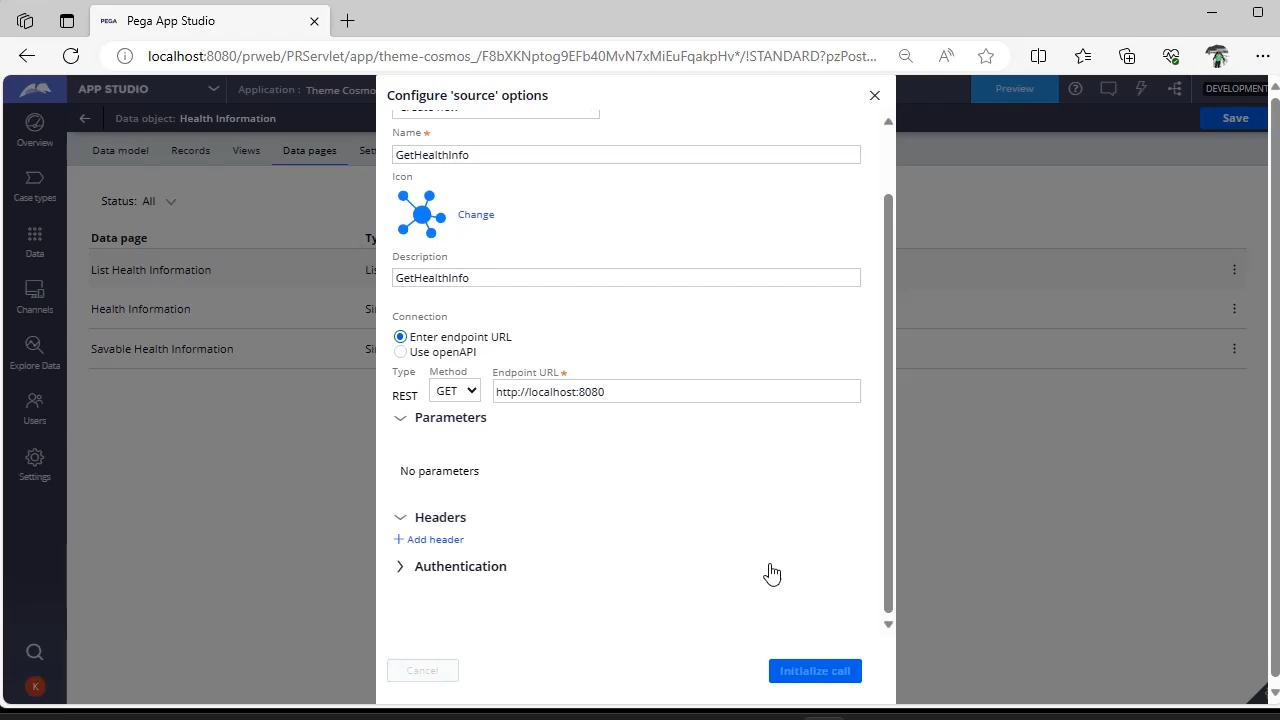 PEGA Pega App Studio
localhost:8080/prweb/PRServlet/app/theme-cosmos_/F8bXKNptog9EFb40MvN7xMiEuFqakpHv*/!STANDARD?pzPost...
APP STUDIO
Application : Theme Cosmo
Preview
DEVELOPMENT
Data object: Health Information
Save
Data model Records Views Data pages
Status: All
Data page
List Health Information
Health Information
Savable Health Information
Overview
Case types
Data
Channels
Explore Data
Users
Settings
K
Configure 'source' options
Name *
GetHealthInfo
Icon
Change
Description
GetHealthInfo
Connection
Enter endpoint URL
Use openAPI
Type Method Endpoint URL *
REST GET http://localhost:8080
Parameters
No parameters
Headers
+ Add header
Authentication
Cancel
Initialize call